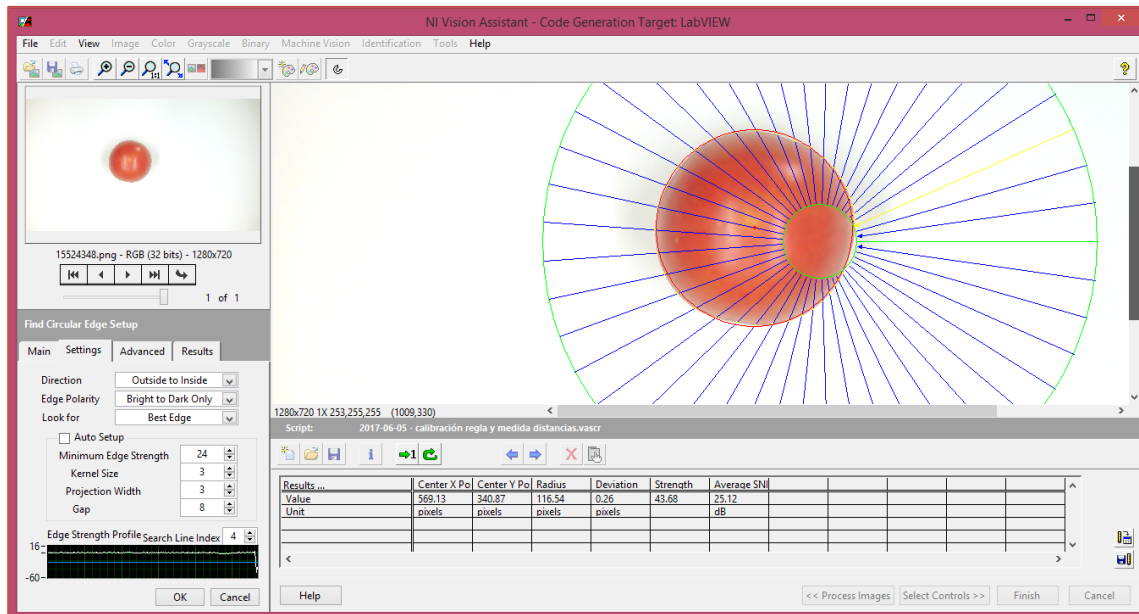 NI Vision Assistant - Code Generation Target: LabVIEW
File Edit View Image Color Grayscale Binary Machine Vision Identification Tools Help
1:1
15524348.png - RGB (32 bits) - 1280x720
1 of 1
Find Circular Edge Setup
Main Settings Advanced Results
Direction Outside to Inside
Edge Polarity Bright to Dark Only
Look for Best Edge
Auto Setup
Minimum Edge Strength 24
Kernel Size 3
Projection Width 3
Gap 8
Edge Strength Profile Search Line Index 4
16
-60
OK Cancel
1280x720 1X 253,255,255 (1009,330)
Script: 2017-06-05 - calibración regla y medida distancias.vascr
1
Results ... Center X Po Center Y Po Radius Deviation Strength Average SNI
Value 569.13 340.87 116.54 0.26 43.68 25.12
Unit pixels pixels pixels pixels dB
Help << Process Images Select Controls >> Finish Cancel